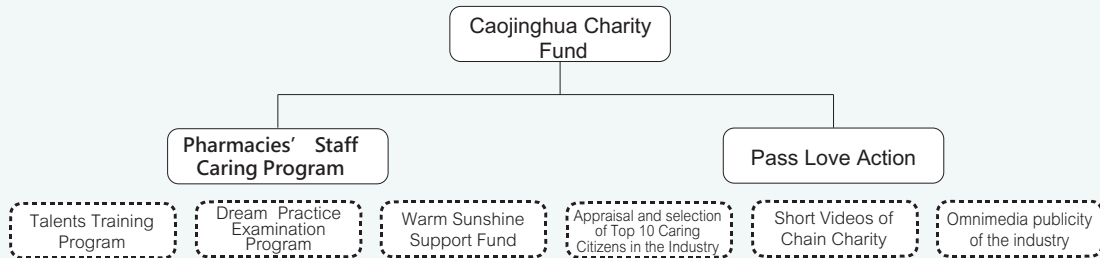 Caojinghua Charity
Fund
Pharmacies' Staff
Caring Program
Pass Love Action
Talents Training
Program
Dream Practice
Examination
Program
Warm Sunshine
Support Fund
Appraisal and selection
of Top 10 Caring
Citizens in the Industry
Short Videos of
Chain Charity
Omnimedia publicity
of the industry